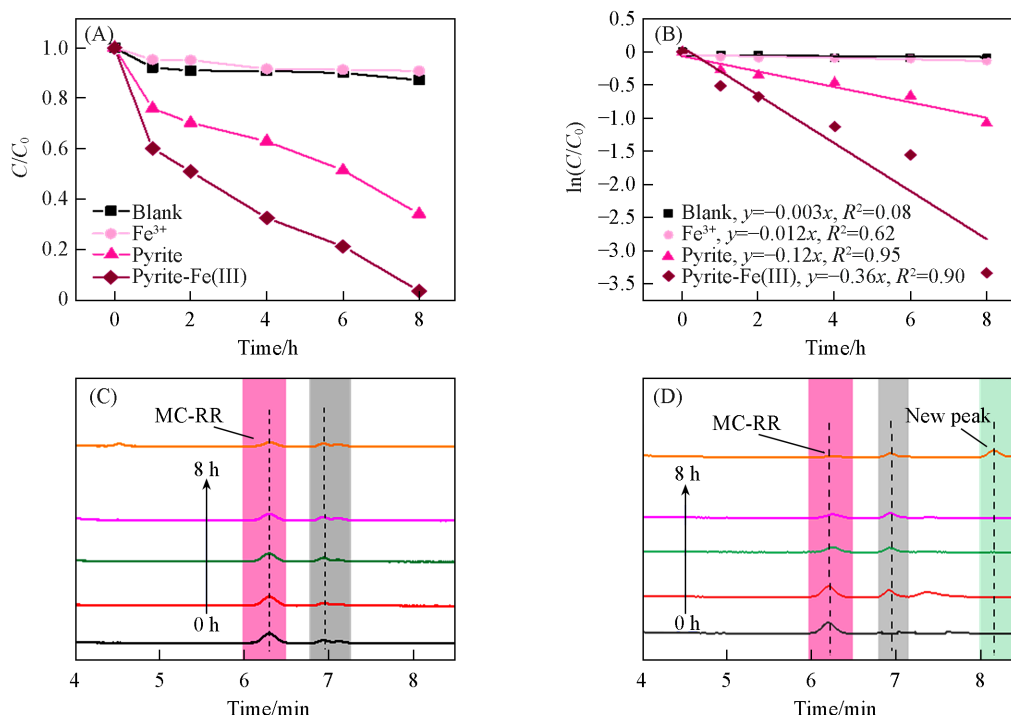 (A)
1.0
0.8
0.6
0.4
0.2
0
C/C₀
Blank
Fe³⁺
Pyrite
Pyrite-Fe(III)
0 2 4 6 8
Time/h
(B)
0
−0.5
−1.0
−1.5
−2.0
−2.5
−3.0
−3.5
ln(C/C₀)
Blank, y=−0.003x, R²=0.08
Fe³⁺, y=−0.012x, R²=0.62
Pyrite, y=−0.12x, R²=0.95
Pyrite-Fe(III), y=−0.36x, R²=0.90
0 2 4 6 8
Time/h
(C)
MC-RR
8 h
0 h
4 5 6 7 8
Time/min
(D)
MC-RR
New peak
8 h
0 h
4 5 6 7 8
Time/min